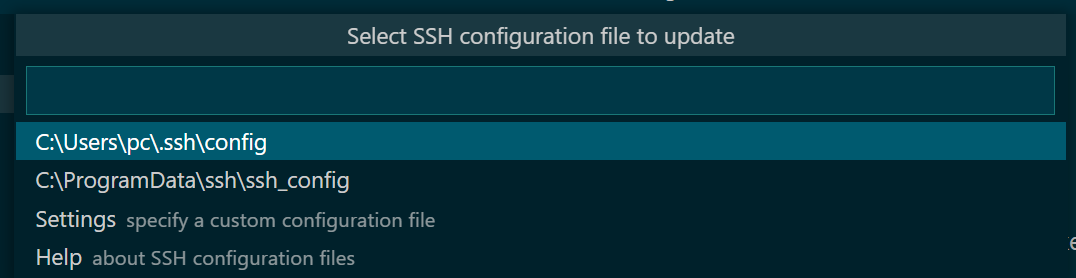 Select SSH configuration file to update
C:\Users\pc\.ssh\config
C:\ProgramData\ssh\ssh_config
Settings specify a custom configuration file
Help about SSH configuration files